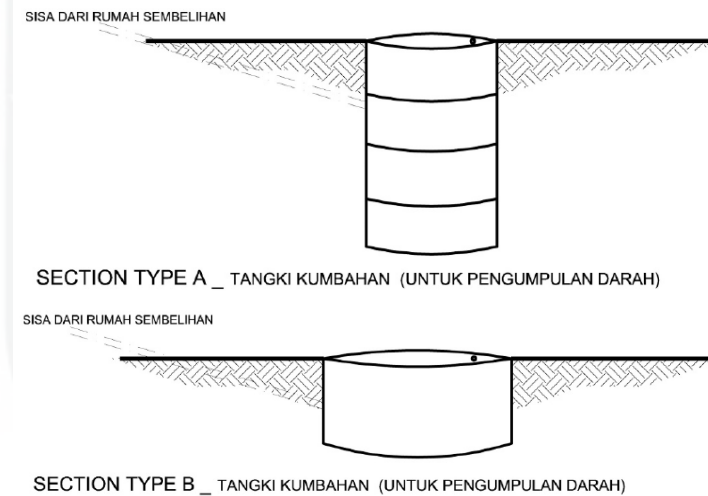 SISA DARI RUMAH SEMBELIHAN
SECTION TYPE A _ TANGKI KUMBAHAN (UNTUK PENGUMPULAN DARAH)
SISA DARI RUMAH SEMBELIHAN
SECTION TYPE B _ TANGKI KUMBAHAN (UNTUK PENGUMPULAN DARAH)